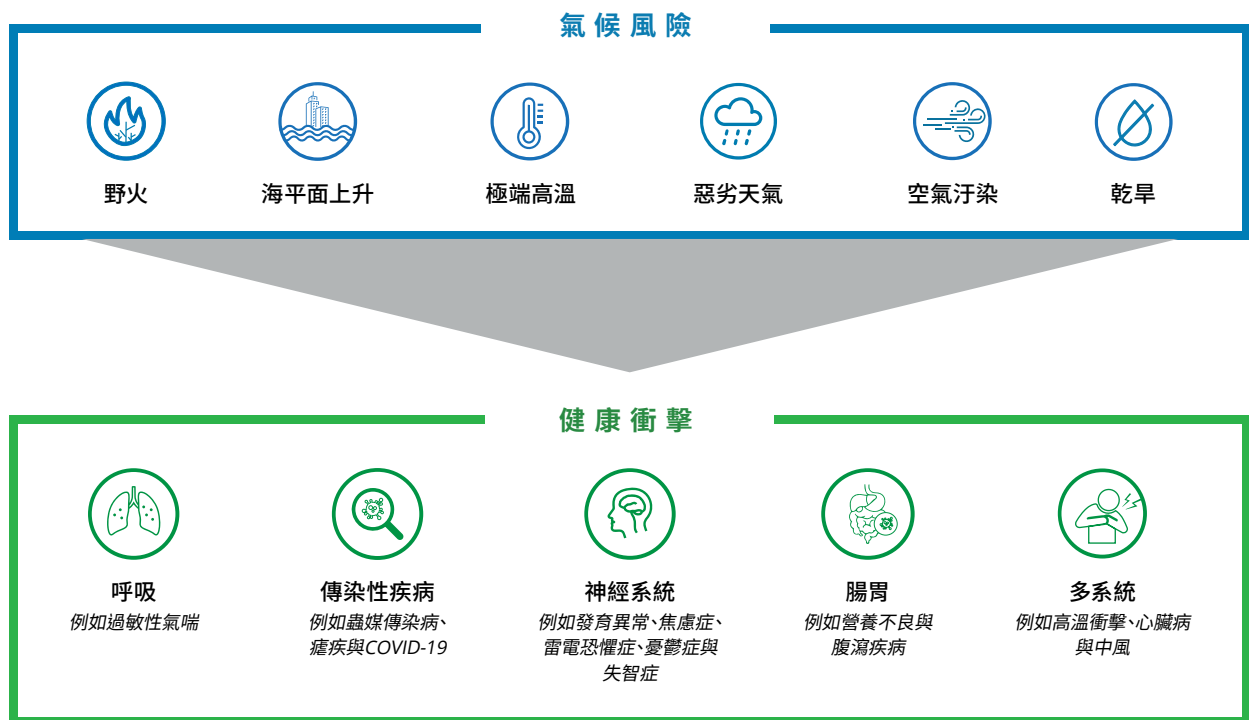 氣候風險
野火
海平面上升
極端高溫
惡劣天氣
空氣汙染
乾旱
健康衝擊
呼吸
例如過敏性氣喘
傳染性疾病
例如蟲媒傳染病、
瘧疾與COVID-19
神經系統
例如發育異常、焦慮症、
雷電恐懼症、憂鬱症與
失智症
腸胃
例如營養不良與
腹瀉疾病
多系統
例如高溫衝擊、心臟病
與中風